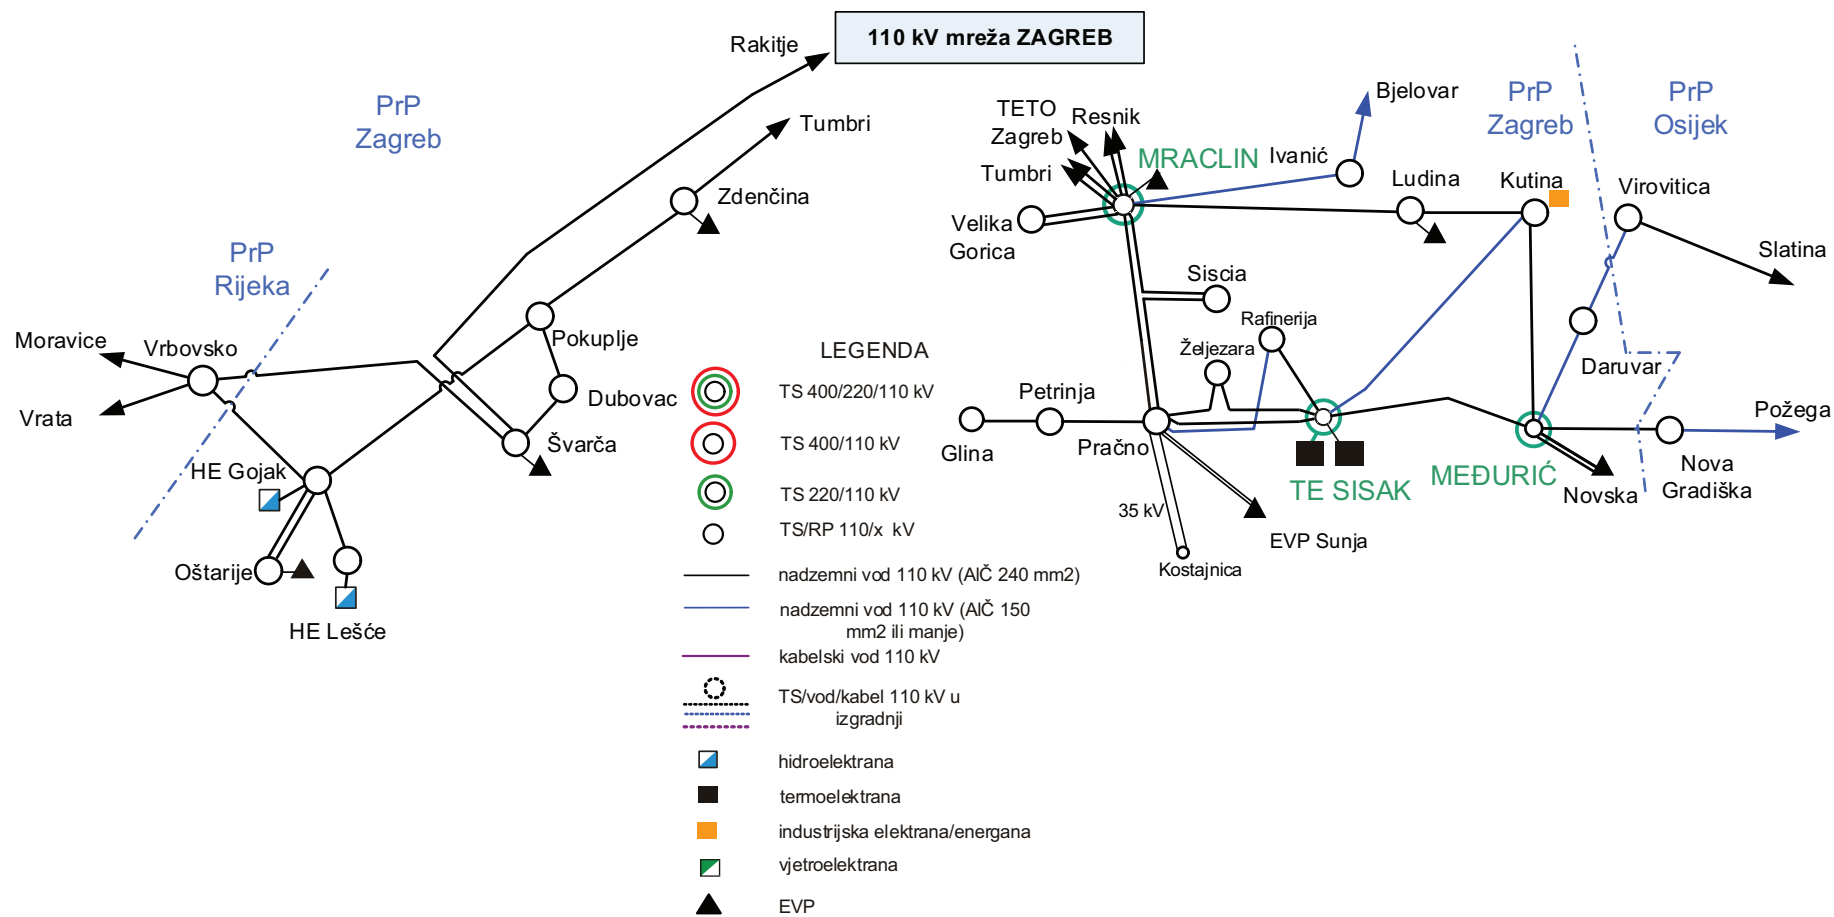 110 kV mreža ZAGREB
Rakitje
PrP
Zagreb
Tumbri
Zdenčina
PrP
Rijeka
Moravice
Vrbovsko
Vrata
Pokuplje
Dubovac
Švarča
HE Gojak
Oštarije
HE Lešće
TETO
Zagreb
Resnik
Tumbri
MRACLIN
Velika
Gorica
Ivanić
Bjelovar
Ludina
PrP
Zagreb
Kutina
PrP
Osijek
Virovitica
Slatina
Siscia
Rafinerija
Željezara
Petrinja
Glina
Pračno
Daruvar
Požega
TE SISAK
MEĐURIĆ
Novska
Nova
Gradiška
35 kV
EVP Sunja
Kostajnica
LEGENDA
TS 400/220/110 kV
TS 400/110 kV
TS 220/110 kV
TS/RP 110/x kV
nadzemni vod 110 kV (AlČ 240 mm2)
nadzemni vod 110 kV (AlČ 150
mm2 ili manje)
kabelski vod 110 kV
TS/vod/kabel 110 kV u
izgradnji
hidroelektrana
termoelektrana
industrijska elektrana/energana
vjetroelektrana
EVP